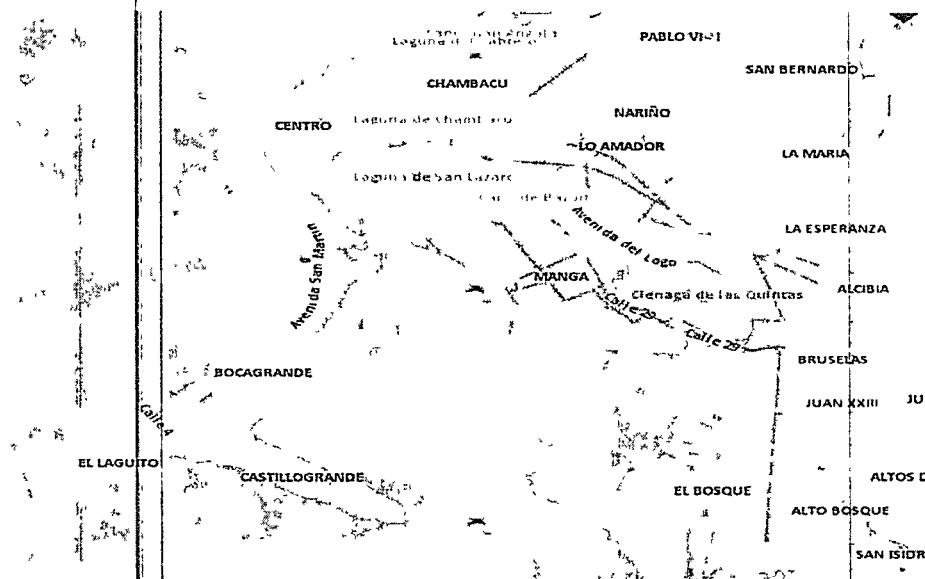 PABLO VI-I
SAN BERNARDO
CHAMBACU
NARIÑO
CENTRO
Laguna de
LO AMADOR
LA MARIA
Laguna de San Lazaro
LA ESPERANZA
Avenida del Lago
Avenida San Martin
MANGA
Cienaga de las Quintas
ALCIBIA
Calle 29
Calle 29
BRUSELAS
BOCAGRANDE
JUAN XXIII
JU
Calle 4
EL LAGUITO
CASTILLOGRANDE
EL BOSQUE
ALTOS D
ALTO BOSQUE
SAN ISIDR